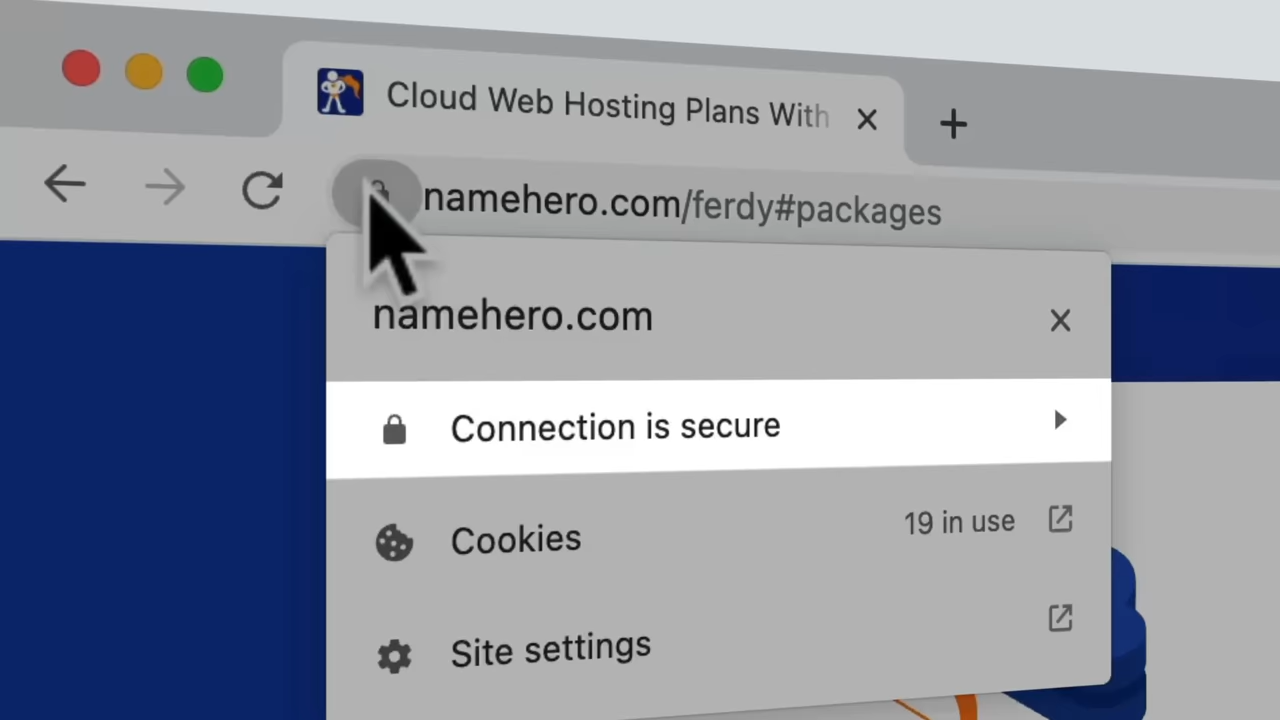 Cloud Web Hosting Plans With
namehero.com/ferdy#packages
namehero.com
Connection is secure
Cookies
19 in use
Site settings